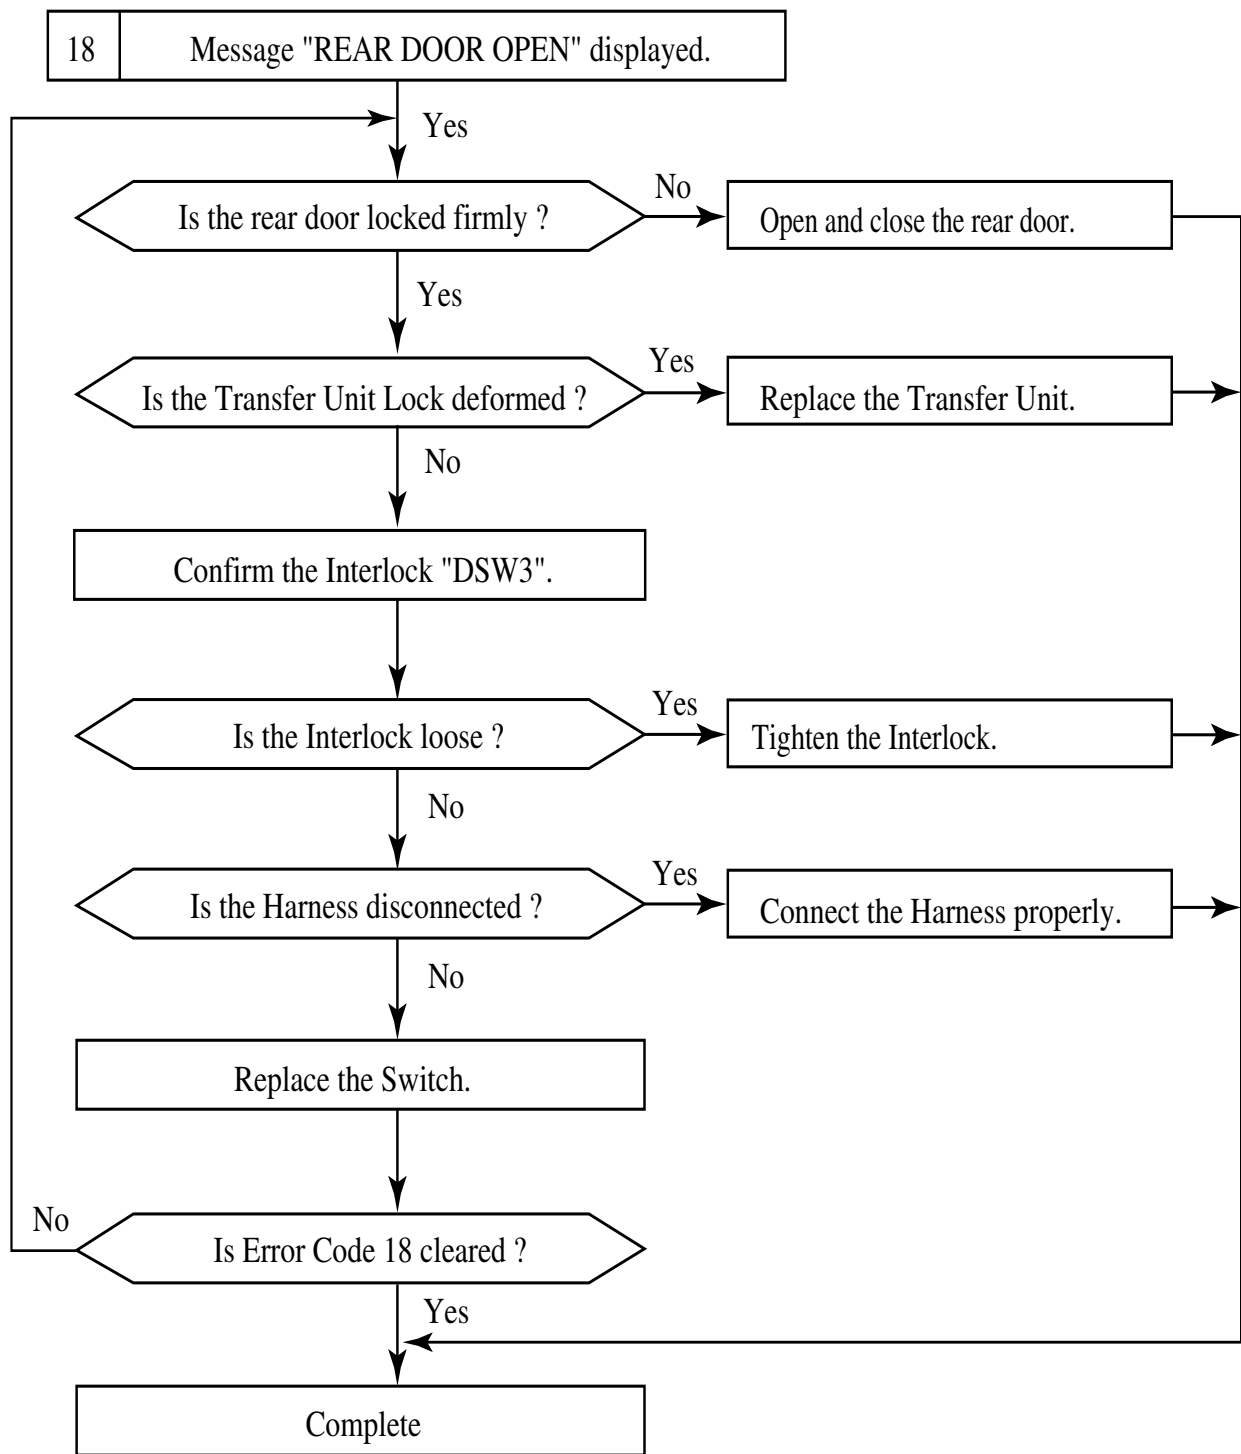 18 Message "REAR DOOR OPEN" displayed.
Yes
Is the rear door locked firmly ?
No
Open and close the rear door.
Yes
Is the Transfer Unit Lock deformed ?
Yes
Replace the Transfer Unit.
No
Confirm the Interlock "DSW3".
Is the Interlock loose ?
Yes
Tighten the Interlock.
No
Is the Harness disconnected ?
Yes
Connect the Harness properly.
No
Replace the Switch.
No
Is Error Code 18 cleared ?
Yes
Complete